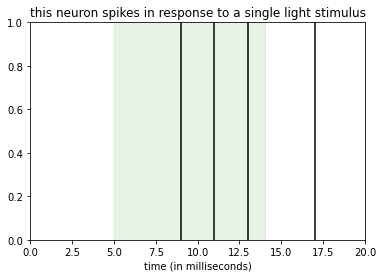 this neuron spikes in response to a single light stimulus
1.0
0.8
0.6
0.4
0.2
0.0
0.0 2.5 5.0 7.5 10.0 12.5 15.0 17.5 20.0
time (in milliseconds)